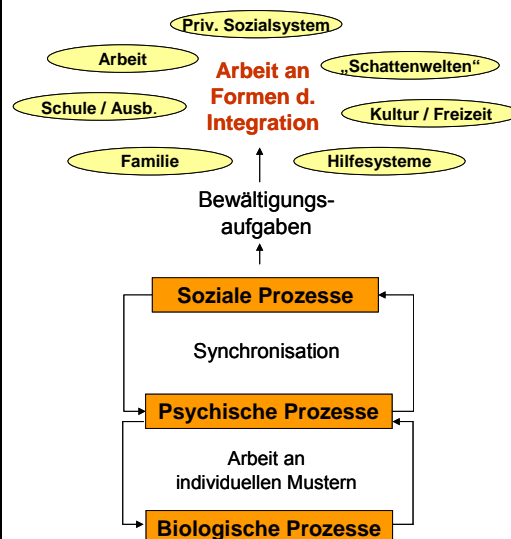 Priv. Sozialsystem
Arbeit
„Schattenwelten“
Arbeit an
Formen d.
Integration
Schule / Ausb.
Kultur / Freizeit
Familie
Hilfesysteme
Bewältigungs-
aufgaben
Soziale Prozesse
Synchronisation
Psychische Prozesse
Arbeit an
individuellen Mustern
Biologische Prozesse